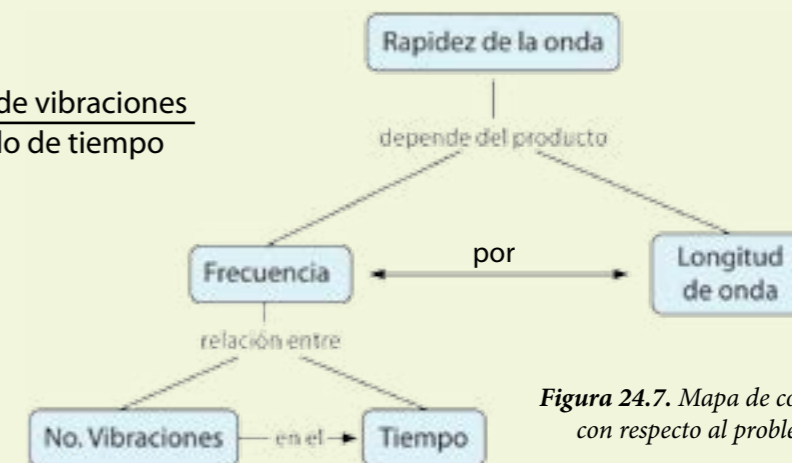 Rapidez de la onda
de vibraciones
lo de tiempo
depende del producto
Frecuencia
por
Longitud
de onda
relación entre
Figura 24.7. Mapa de co
con respecto al proble
No. Vibraciones
en el
Tiempo